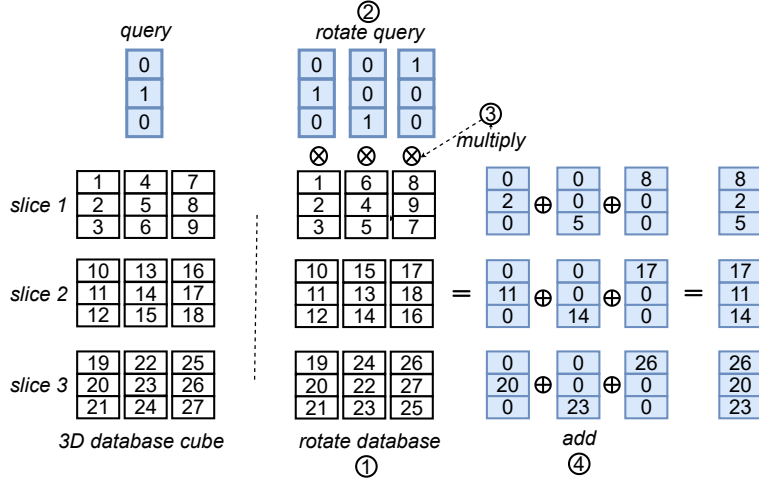 ②
query rotate query
0 0 0 1
1 1 0 0
0 0 1 0
③
⊗ ⊗ ⊗ multiply
1 4 7 1 6 8 0 0 8 8
slice 1 2 5 8 2 4 9 2 ⊕ 0 ⊕ 0 2
3 6 9 3 5 7 0 5 0 5
10 13 16 10 15 17 0 0 17 17
slice 2 11 14 17 11 13 18 = 11 ⊕ 0 ⊕ 0 = 11
12 15 18 12 14 16 0 14 0 14
19 22 25 19 24 26 0 0 26 26
slice 3 20 23 26 20 22 27 20 ⊕ 0 ⊕ 0 20
21 24 27 21 23 25 0 23 0 23
3D database cube rotate database add
① ④